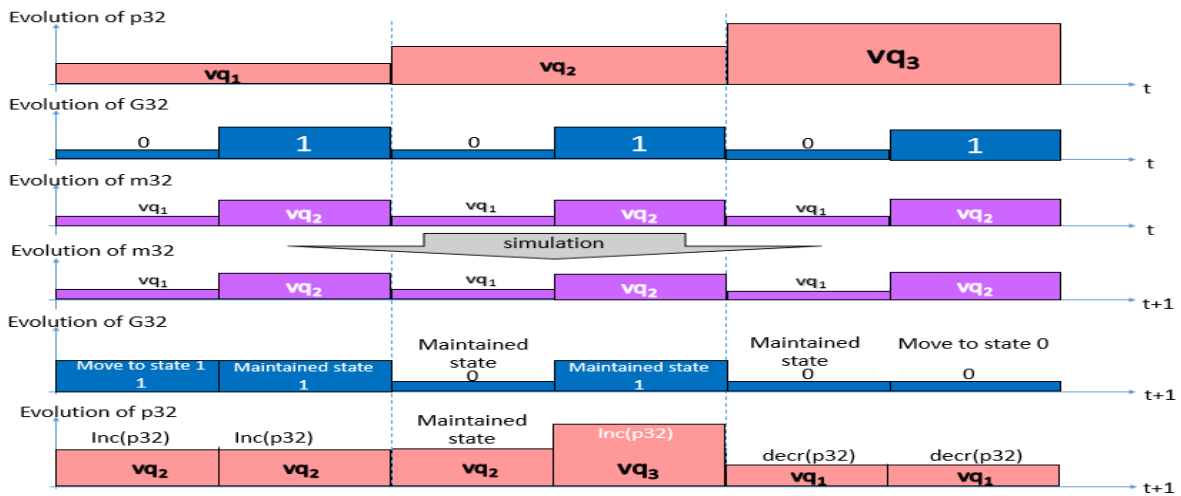 Evolution of p32
vq₁
vq₂
vq₃
t
Evolution of G32
0
1
0
1
0
1
t
Evolution of m32
vq₁
vq₂
vq₁
vq₂
vq₁
vq₂
t
simulation
Evolution of m32
vq₁
vq₂
vq₁
vq₂
vq₁
vq₂
t+1
Evolution of G32
Move to state 1
1
Maintained state
1
Maintained
state
0
Maintained state
1
Maintained
state
0
Move to state 0
0
t+1
Evolution of p32
Inc(p32)
vq₂
Inc(p32)
vq₂
Maintained
state
vq₂
Inc(p32)
vq₃
decr(p32)
vq₁
decr(p32)
vq₁
t+1